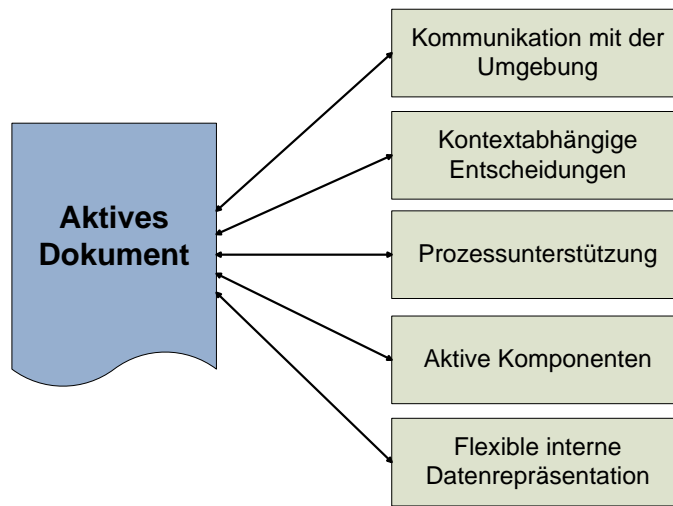 Aktives
Dokument
Kommunikation mit der
Umgebung
Kontextabhängige
Entscheidungen
Prozessunterstützung
Aktive Komponenten
Flexible interne
Datenrepräsentation